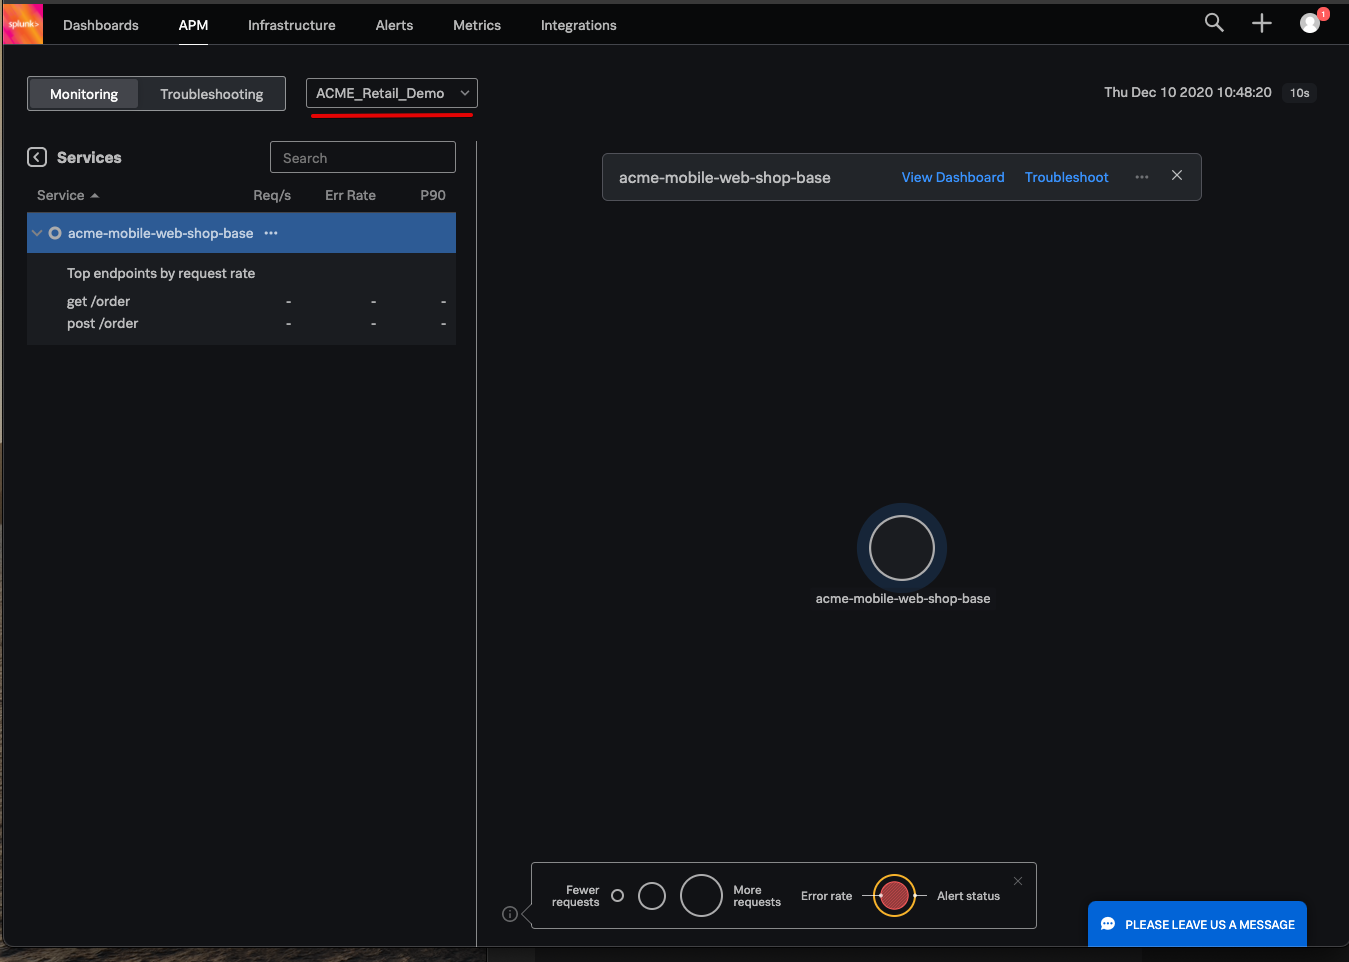 splunk>
Dashboards APM Infrastructure Alerts Metrics Integrations
1
Monitoring Troubleshooting ACME_Retail_Demo
Thu Dec 10 2020 10:48:20 10s
Services
Search
Service Req/s Err Rate P90
acme-mobile-web-shop-base ···
Top endpoints by request rate
get /order - - -
post /order - - -
acme-mobile-web-shop-base View Dashboard Troubleshoot ···
acme-mobile-web-shop-base
Fewer
requests
More
requests
Error rate
Alert status
PLEASE LEAVE US A MESSAGE